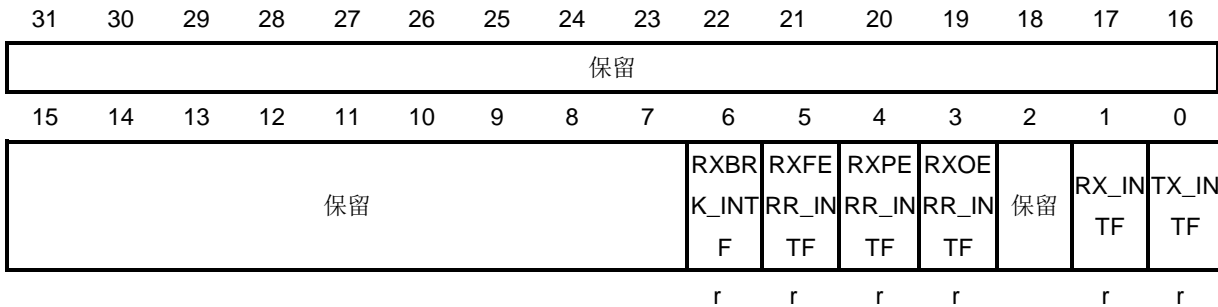 31 30 29 28 27 26 25 24 23 22 21 20 19 18 17 16
保留
15 14 13 12 11 10 9 8 7 6 5 4 3 2 1 0
保留
RXBR
K_INT
F
RXFE
RR_IN
TF
RXPE
RR_IN
TF
RXOE
RR_IN
TF
保留
RX_IN
TF
TX_IN
TF
r r r r r r